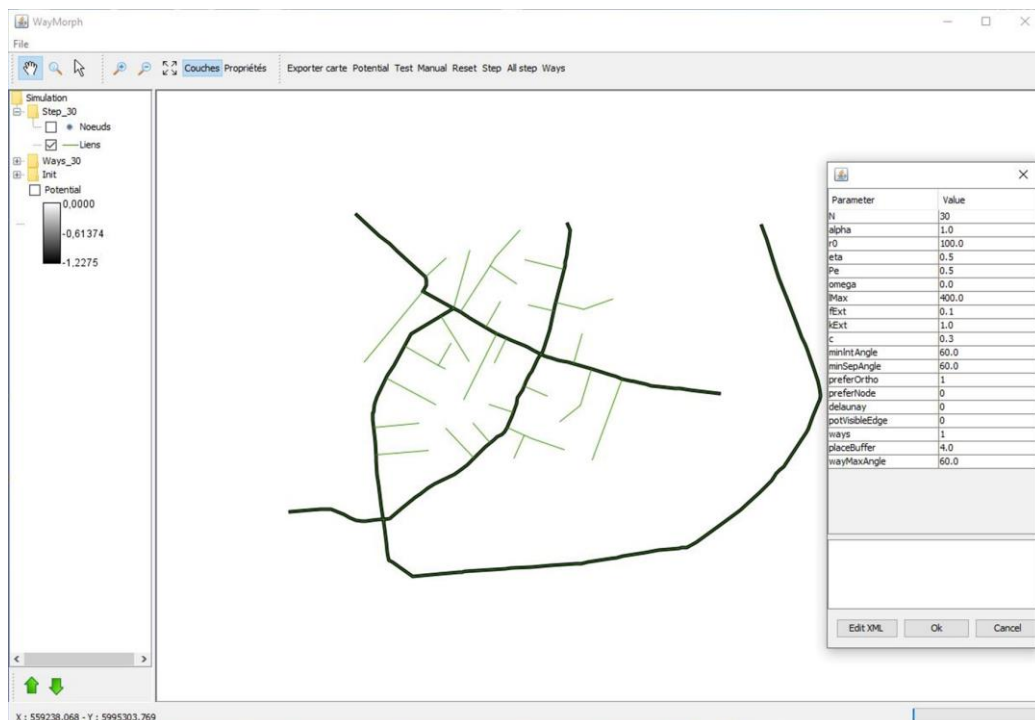 WayMorph
File
Couches Propriétés Exporter carte Potential Test Manual Reset Step All step Ways
Simulation
Step_30
Noeuds
Liens
Ways_30
Init
Potential
0,0000
-0,61374
-1.2275
Parameter Value
N 30
alpha 1.0
r0 100.0
eta 0.5
Pe 0.5
omega 0.0
lMax 400.0
fExt 0.1
kExt 1.0
c 0.3
minIntAngle 60.0
minSepAngle 60.0
preferOrtho 1
preferNode 0
delaunay 0
potVisibleEdge 0
ways 1
placeBuffer 4.0
wayMaxAngle 60.0
Edit XML Ok Cancel
X : 559238.068 - Y : 5995303.769